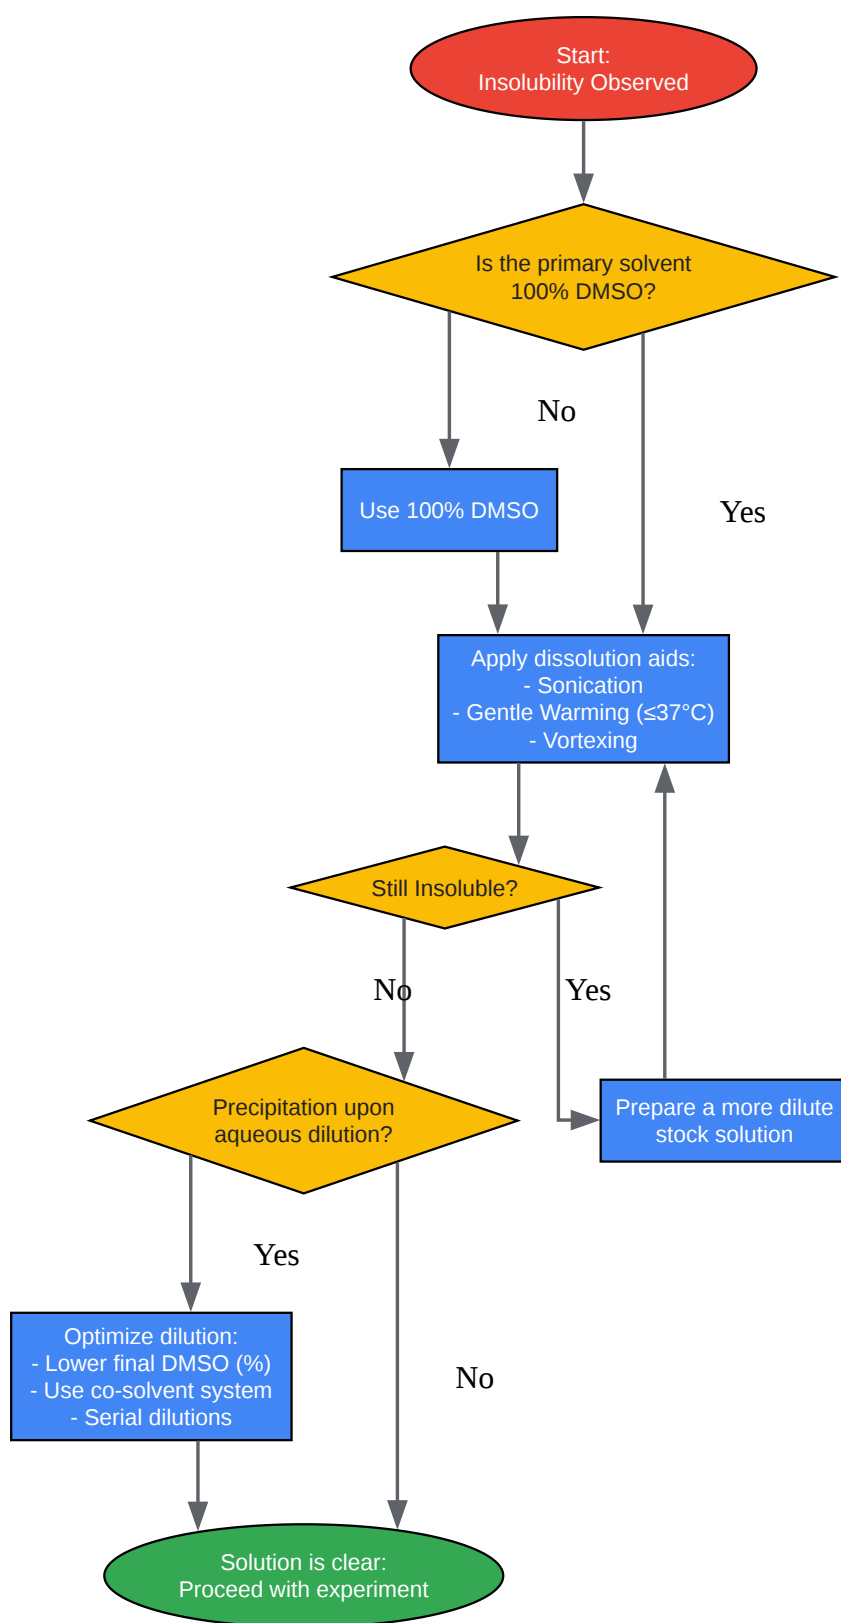 Start:
Insolubility Observed
Is the primary solvent
100% DMSO?
No
Use 100% DMSO
Yes
Apply dissolution aids:
- Sonication
- Gentle Warming (≤37°C)
- Vortexing
Still Insoluble?
No
Yes
Precipitation upon
aqueous dilution?
Prepare a more dilute
stock solution
Yes
Optimize dilution:
- Lower final DMSO (%)
- Use co-solvent system
- Serial dilutions
No
Solution is clear:
Proceed with experiment